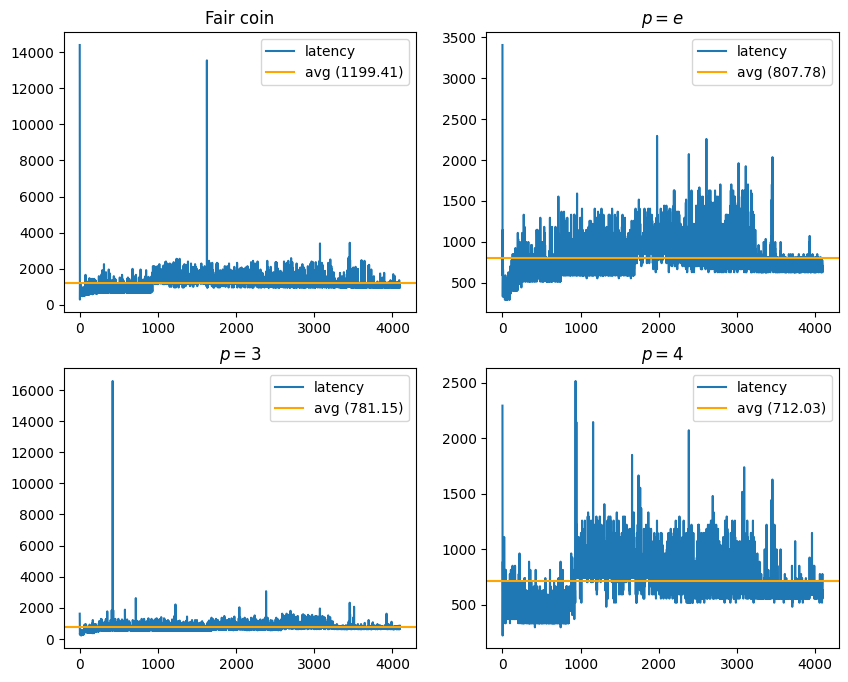 Fair coin
latency
avg (1199.41)
14000
12000
10000
8000
6000
4000
2000
0
0 1000 2000 3000 4000
p = e
latency
avg (807.78)
3500
3000
2500
2000
1500
1000
500
0 1000 2000 3000 4000
p = 3
latency
avg (781.15)
16000
14000
12000
10000
8000
6000
4000
2000
0
0 1000 2000 3000 4000
p = 4
latency
avg (712.03)
2500
2000
1500
1000
500
0 1000 2000 3000 4000